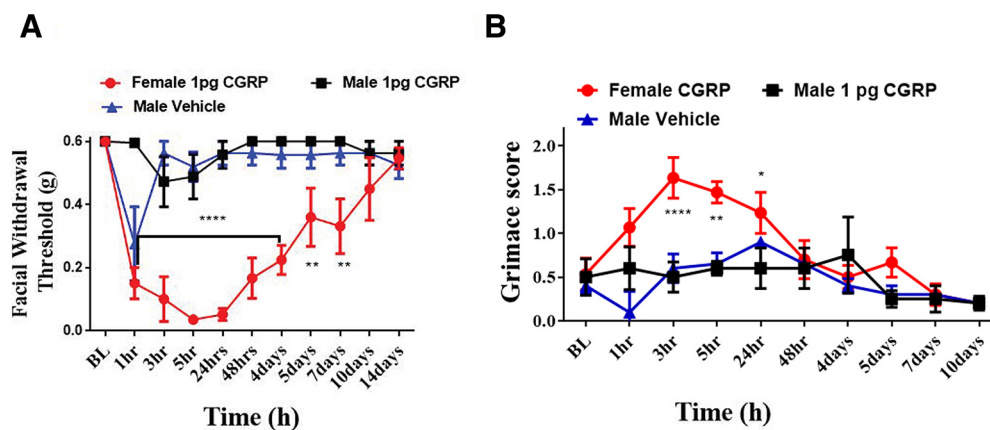 A
Female 1pg CGRP
Male 1pg CGRP
Male Vehicle
Facial Withdrawal
Threshold (g)
0.6
0.4
0.2
0.0
****
**
**
BL
1hr
3hr
5hr
24hrs
48hrs
4days
5days
7days
10days
14days
Time (h)
B
Female CGRP
Male 1 pg CGRP
Male Vehicle
Grimace score
2.0
1.5
1.0
0.5
0.0
****
**
*
BL
1hr
3hr
5hr
24hr
48hr
4days
5days
7days
10days
Time (h)